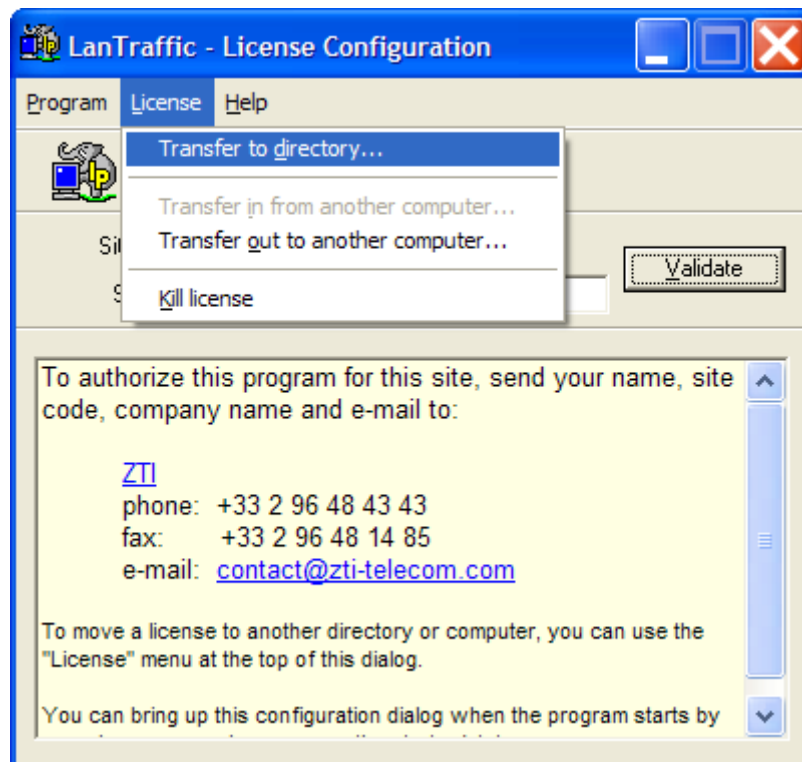 LanTraffic - License Configuration
Program License Help
Transfer to directory...
Transfer in from another computer...
Transfer out to another computer...
Kill license
Validate
To authorize this program for this site, send your name, site
code, company name and e-mail to:
ZTI
phone: +33 2 96 48 43 43
fax: +33 2 96 48 14 85
e-mail: contact@zti-telecom.com
To move a license to another directory or computer, you can use the
"License" menu at the top of this dialog.
You can bring up this configuration dialog when the program starts by